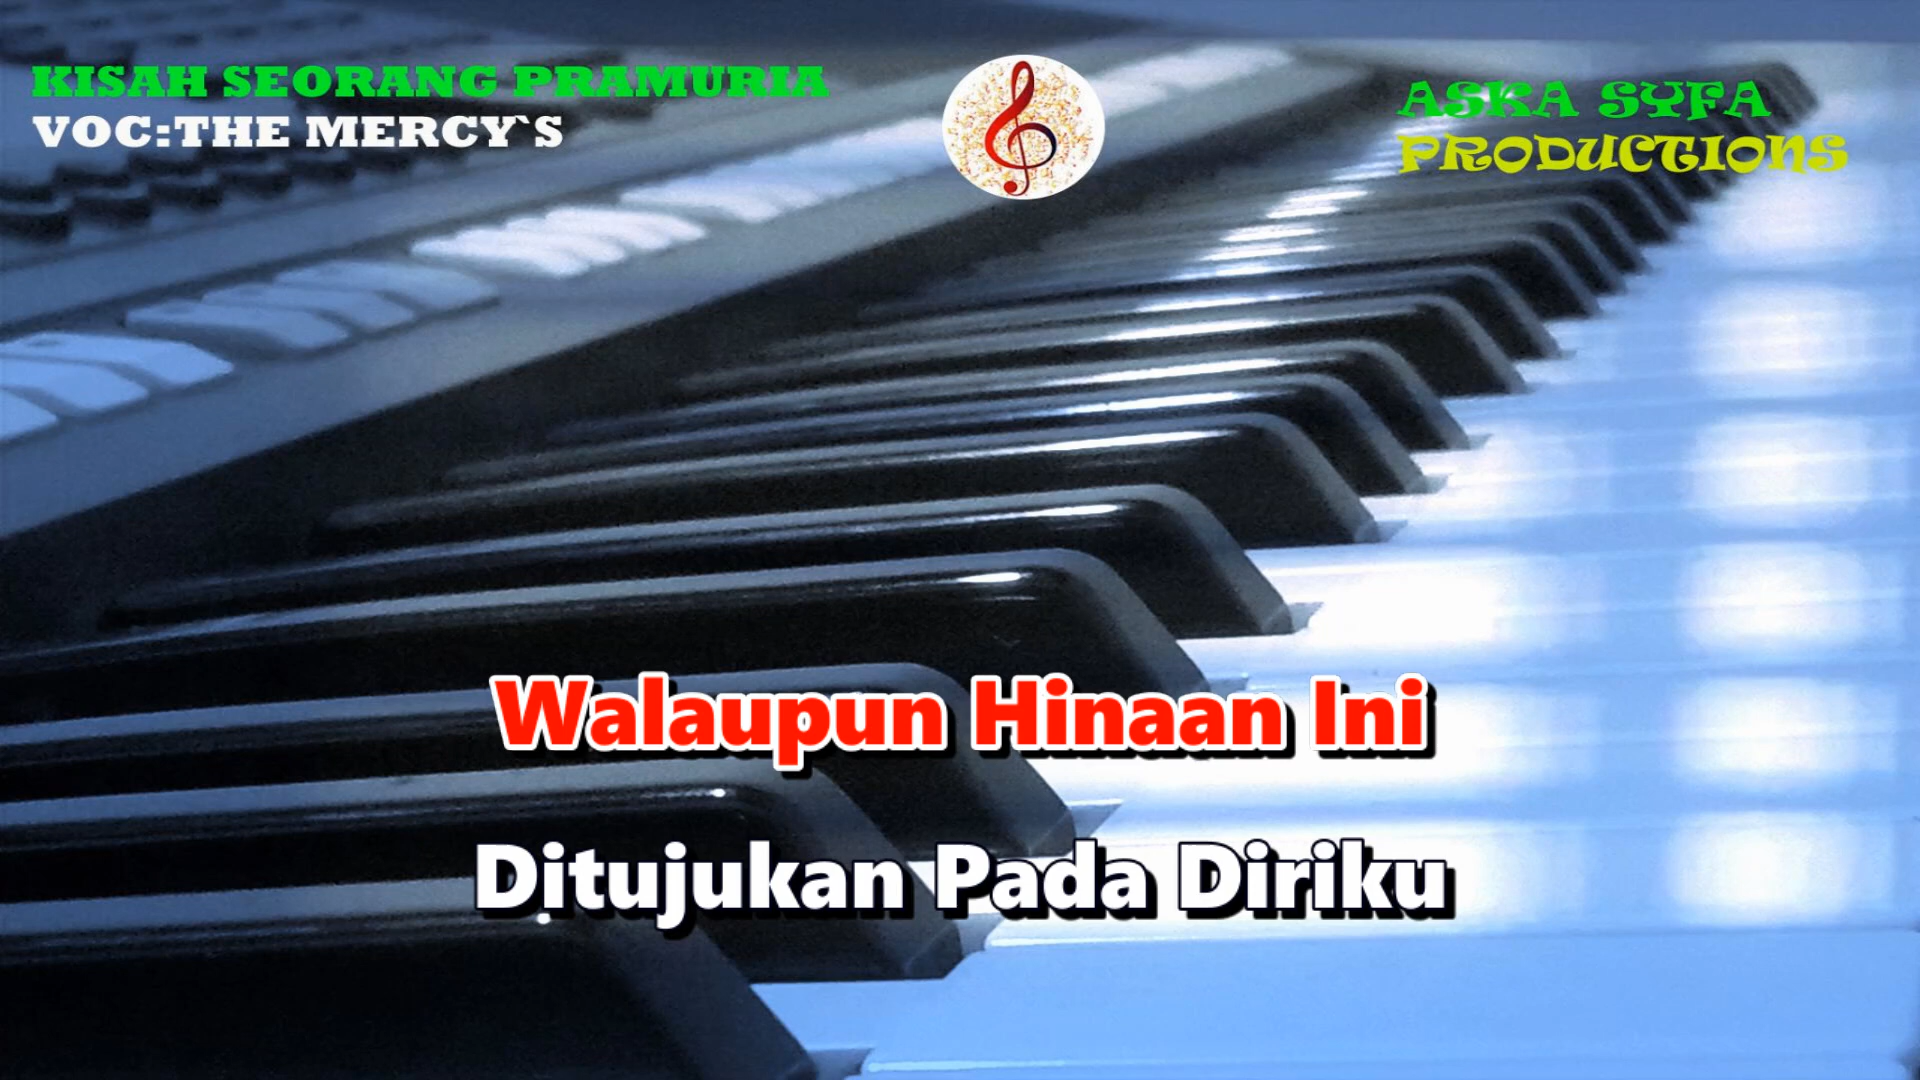 KISAH SEORANG PRAMURIA
VOC:THE MERCY`S
ASKA SYFA
PRODUCTIONS
Walaupun Hinaan Ini
Ditujukan Pada Diriku